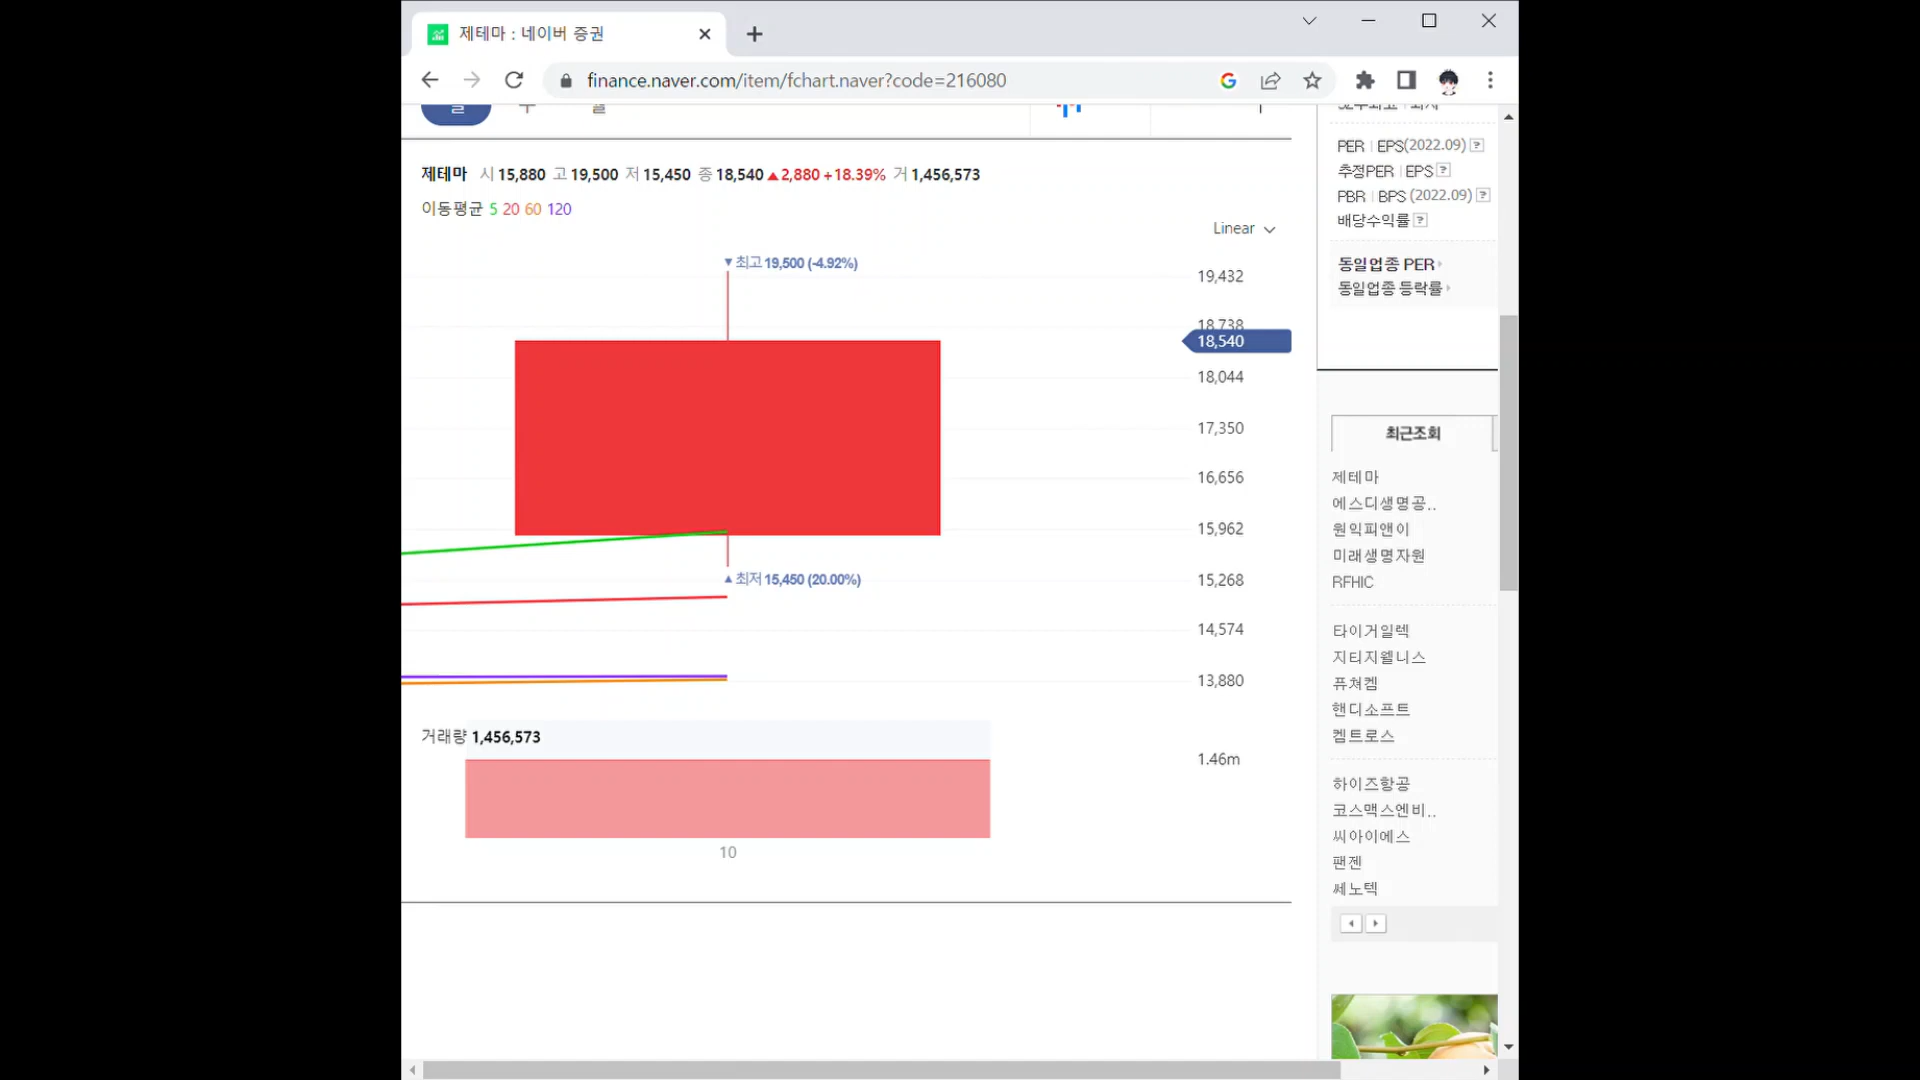 제테마 : 네이버 증권
finance.naver.com/item/fchart.naver?code=216080
제테마 시 15,880 고 19,500 저 15,450 종 18,540 ▲2,880 +18.39% 거 1,456,573
이동평균 5 20 60 120
Linear
▼최고 19,500 (-4.92%)
19,432
18,738
18,540
18,044
17,350
16,656
15,962
▲최저 15,450 (20.00%)
15,268
14,574
13,880
거래량 1,456,573
1.46m
10
PER | EPS(2022.09) ?
추정PER | EPS ?
PBR | BPS (2022.09) ?
배당수익률 ?
동일업종 PER
동일업종 등락률
최근조회
제테마
에스디생명공..
원익피앤이
미래생명자원
RFHIC
타이거일렉
지티지웰니스
퓨쳐켐
핸디소프트
켐트로스
하이즈항공
코스맥스엔비..
씨아이에스
팬젠
쎄노텍